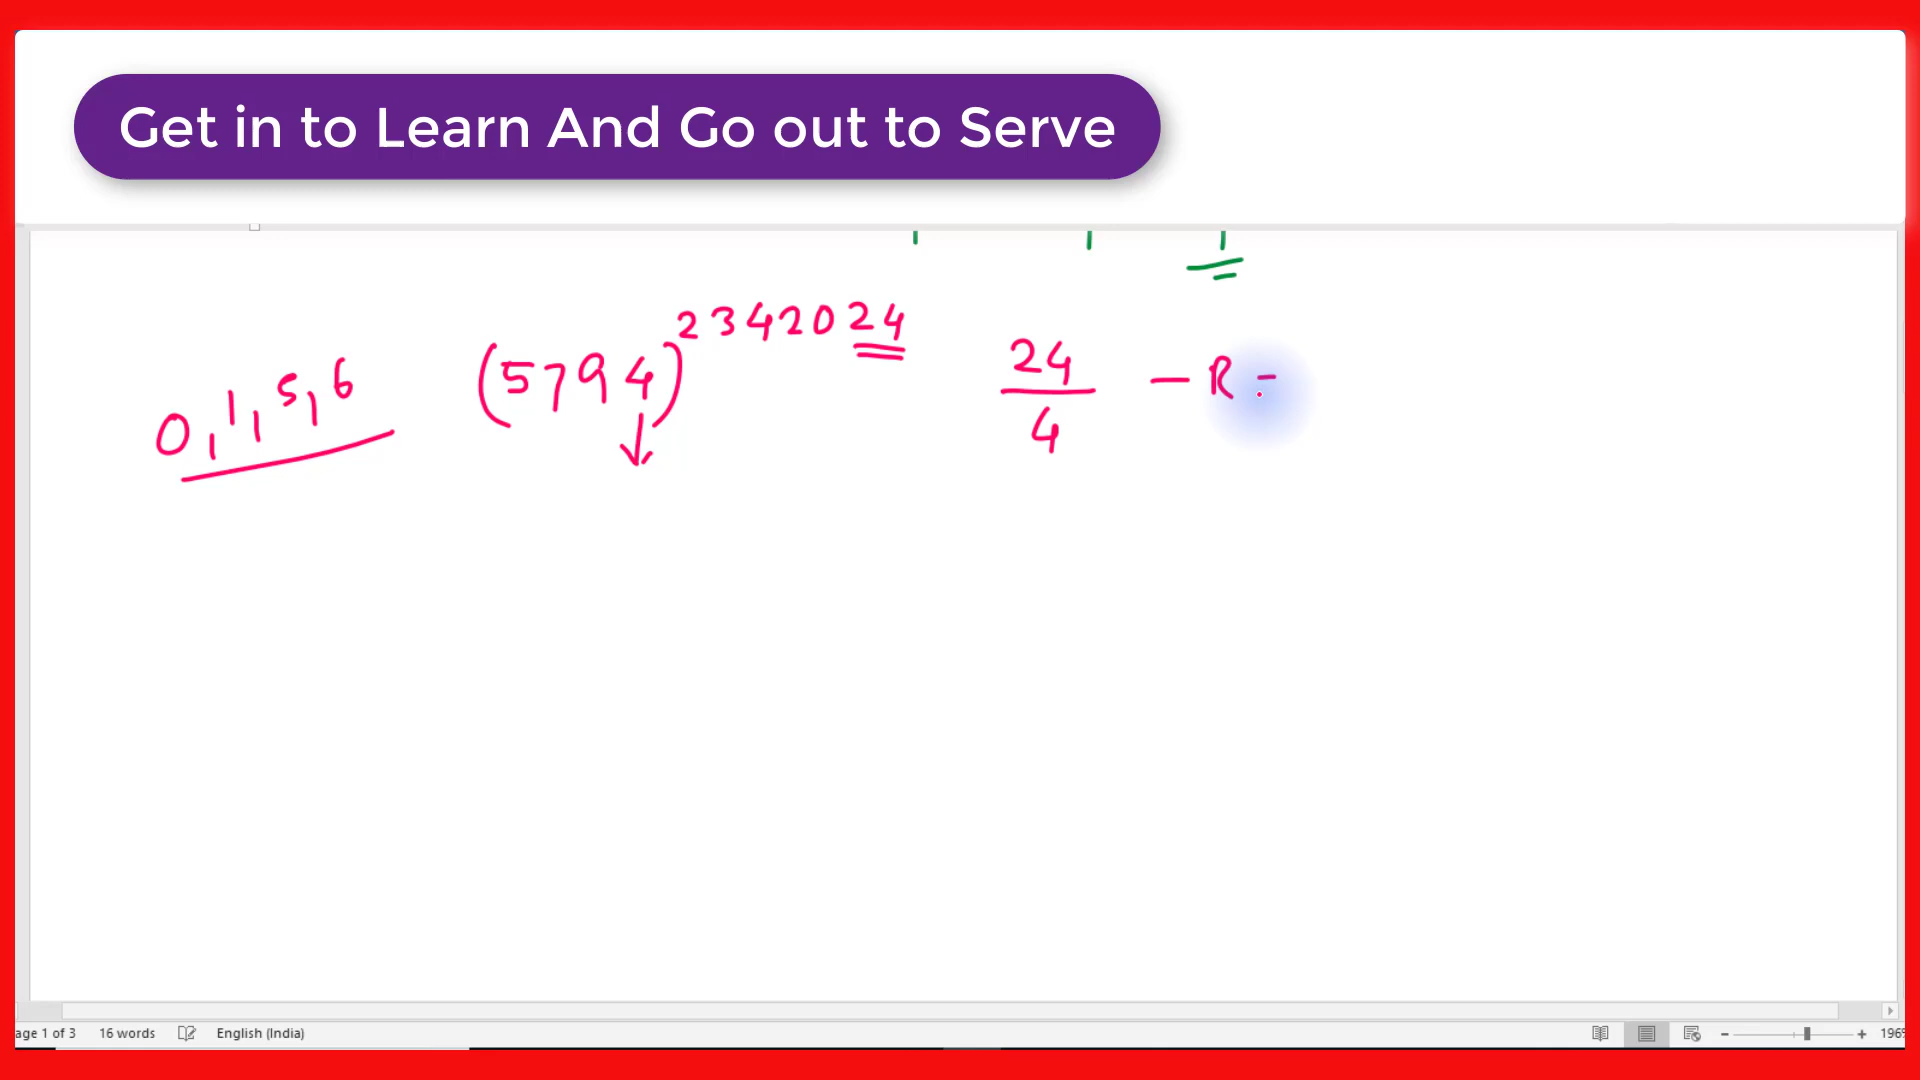 Get in to Learn And Go out to Serve
0, 1, 5, 6 (5794)^2342024 24/4 — R =
age 1 of 3 16 words English (India) 196%